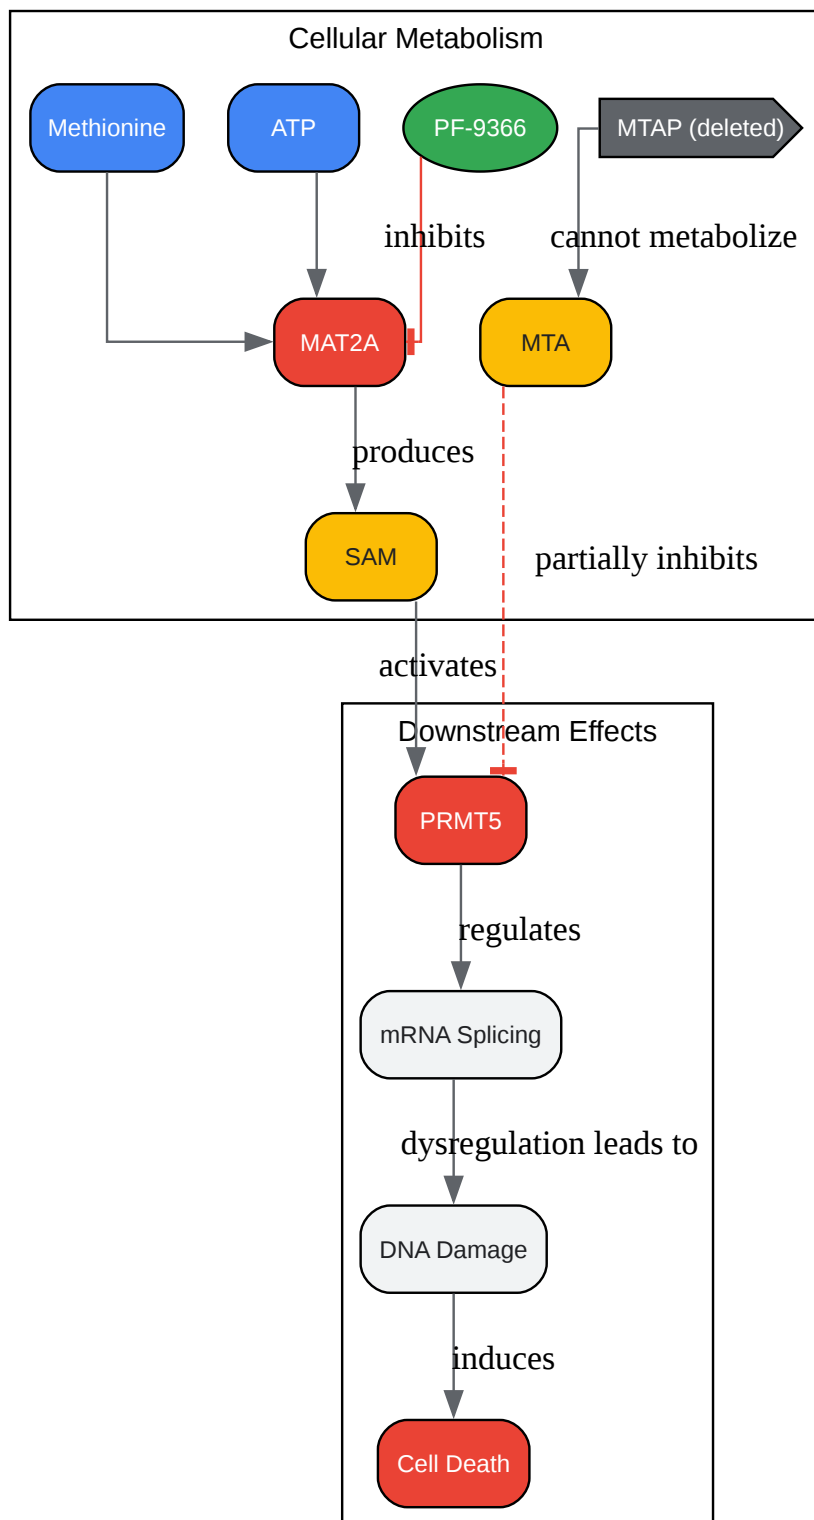 Cellular Metabolism
Methionine
ATP
PF-9366
MTAP (deleted)
inhibits
cannot metabolize
MAT2A
MTA
produces
SAM
partially inhibits
activates
Downstream Effects
PRMT5
regulates
mRNA Splicing
dysregulation leads to
DNA Damage
induces
Cell Death